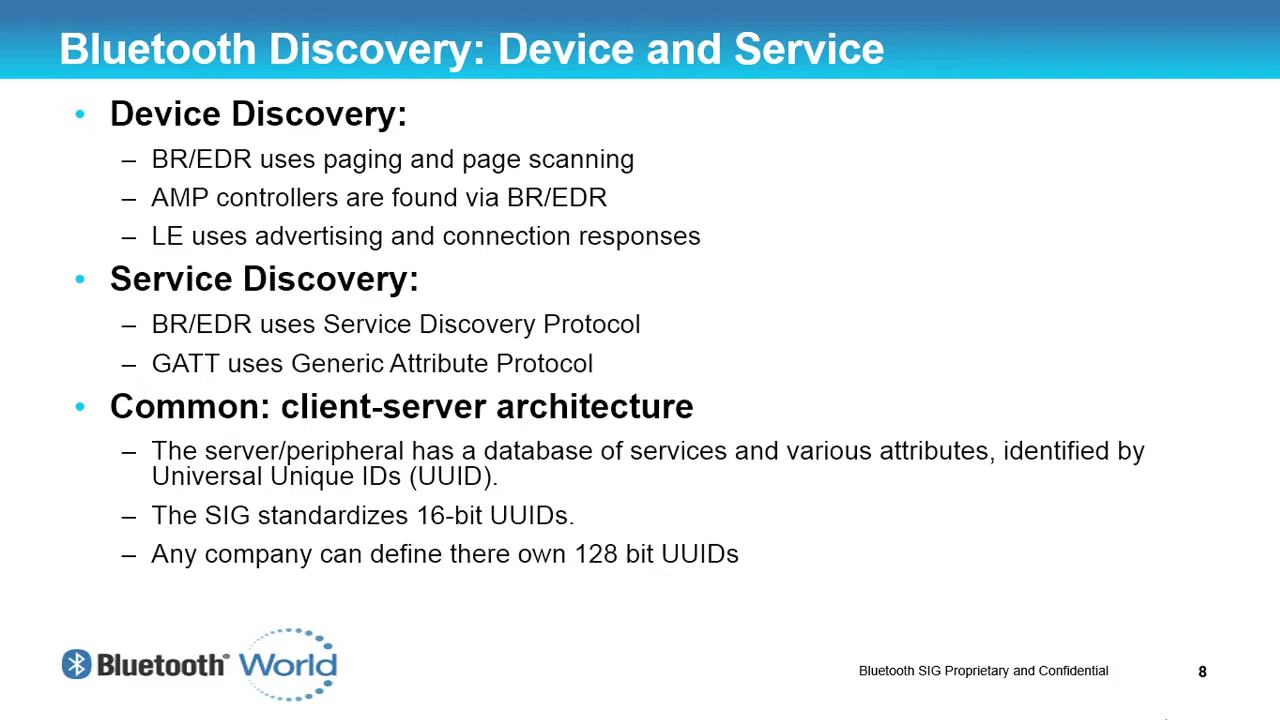 Bluetooth Discovery: Device and Service
• Device Discovery:
– BR/EDR uses paging and page scanning
– AMP controllers are found via BR/EDR
– LE uses advertising and connection responses
• Service Discovery:
– BR/EDR uses Service Discovery Protocol
– GATT uses Generic Attribute Protocol
• Common: client-server architecture
– The server/peripheral has a database of services and various attributes, identified by
Universal Unique IDs (UUID).
– The SIG standardizes 16-bit UUIDs.
– Any company can define there own 128 bit UUIDs
Bluetooth® World
Bluetooth SIG Proprietary and Confidential
8